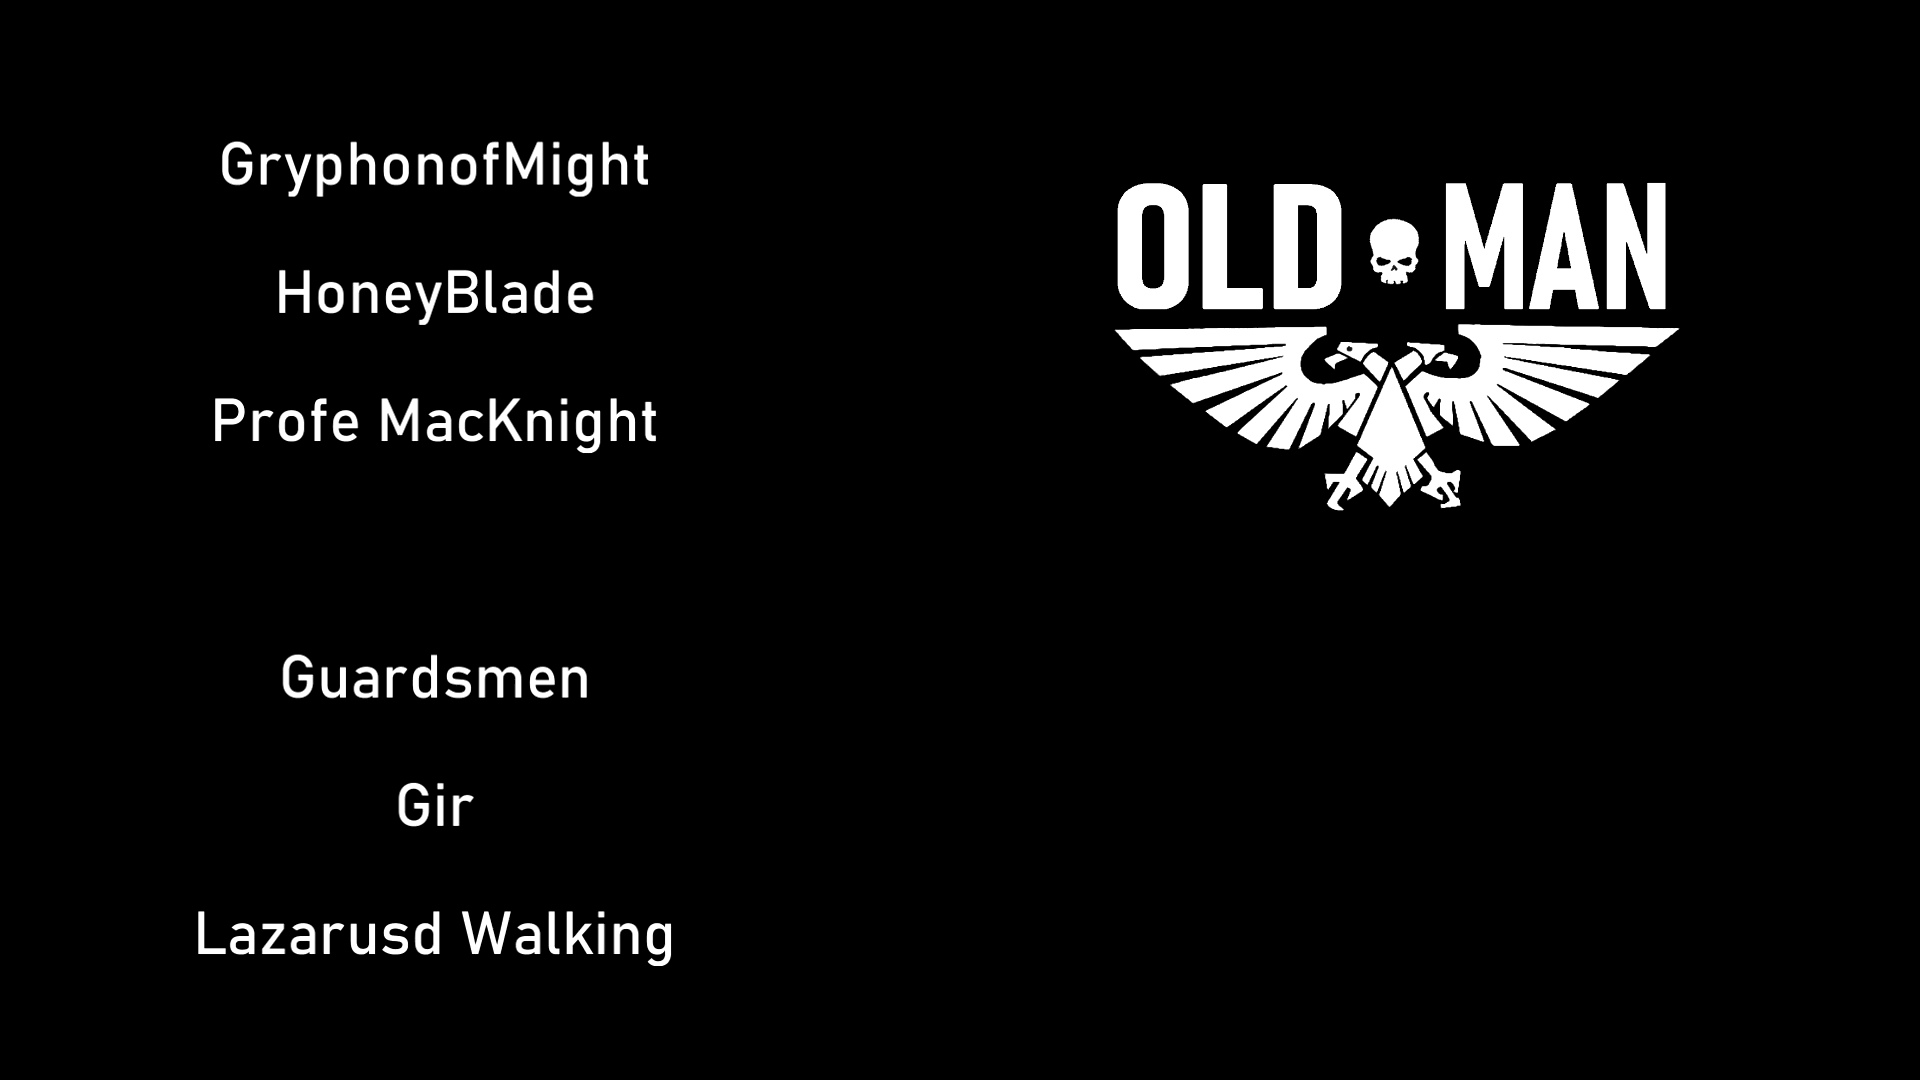 GryphonofMight
HoneyBlade
Profe MacKnight
Guardsmen
Gir
Lazarusd Walking
OLD MAN